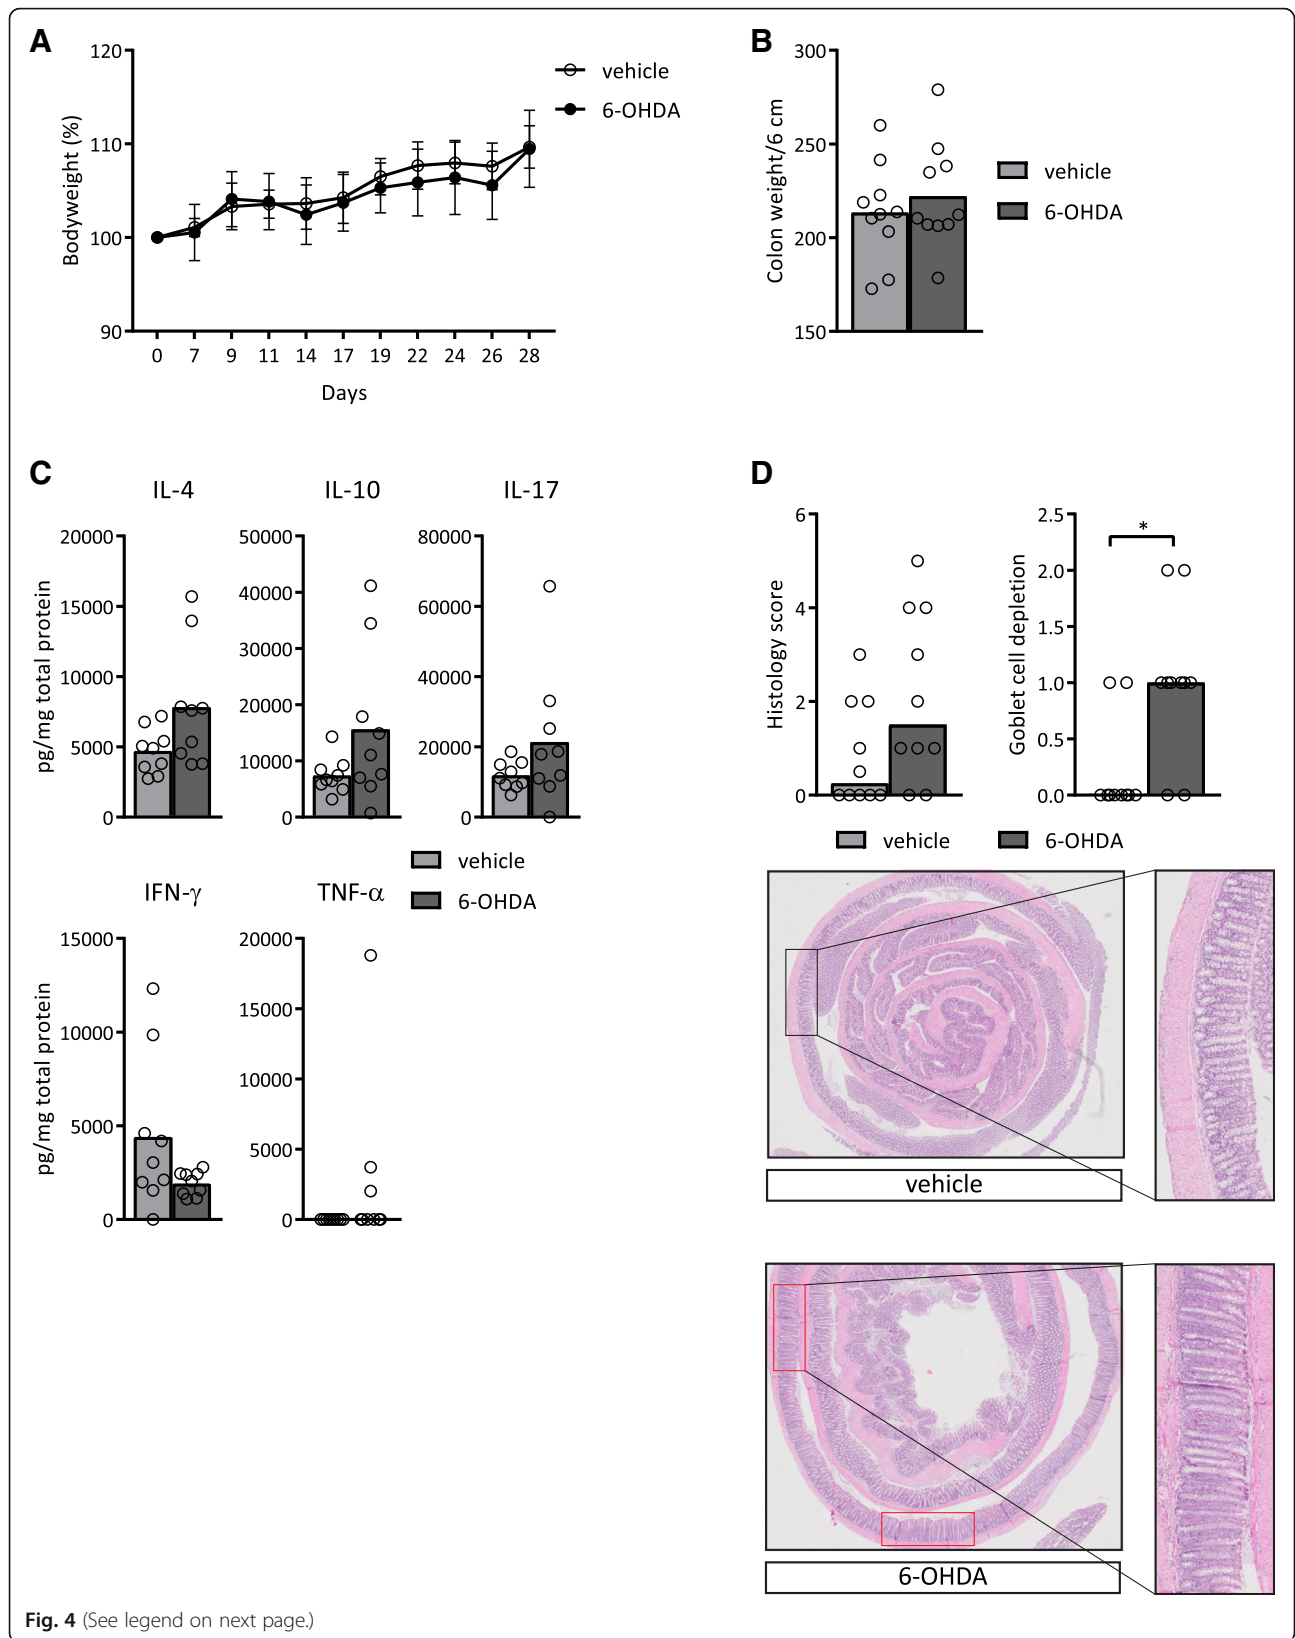 A
120
110
100
90
Bodyweight (%)
0 7 9 11 14 17 19 22 24 26 28
Days
vehicle
6-OHDA
B
300
250
200
150
Colon weight/6 cm
vehicle
6-OHDA
C
IL-4
20000
15000
10000
5000
0
pg/mg total protein
IL-10
50000
40000
30000
20000
10000
0
IL-17
80000
60000
40000
20000
0
vehicle
6-OHDA
IFN-γ
15000
10000
5000
0
pg/mg total protein
TNF-α
20000
15000
10000
5000
0
D
6
4
2
0
Histology score
2.5
2.0
1.5
1.0
0.5
0.0
Goblet cell depletion
*
vehicle
6-OHDA
vehicle
6-OHDA
Fig. 4 (See legend on next page.)